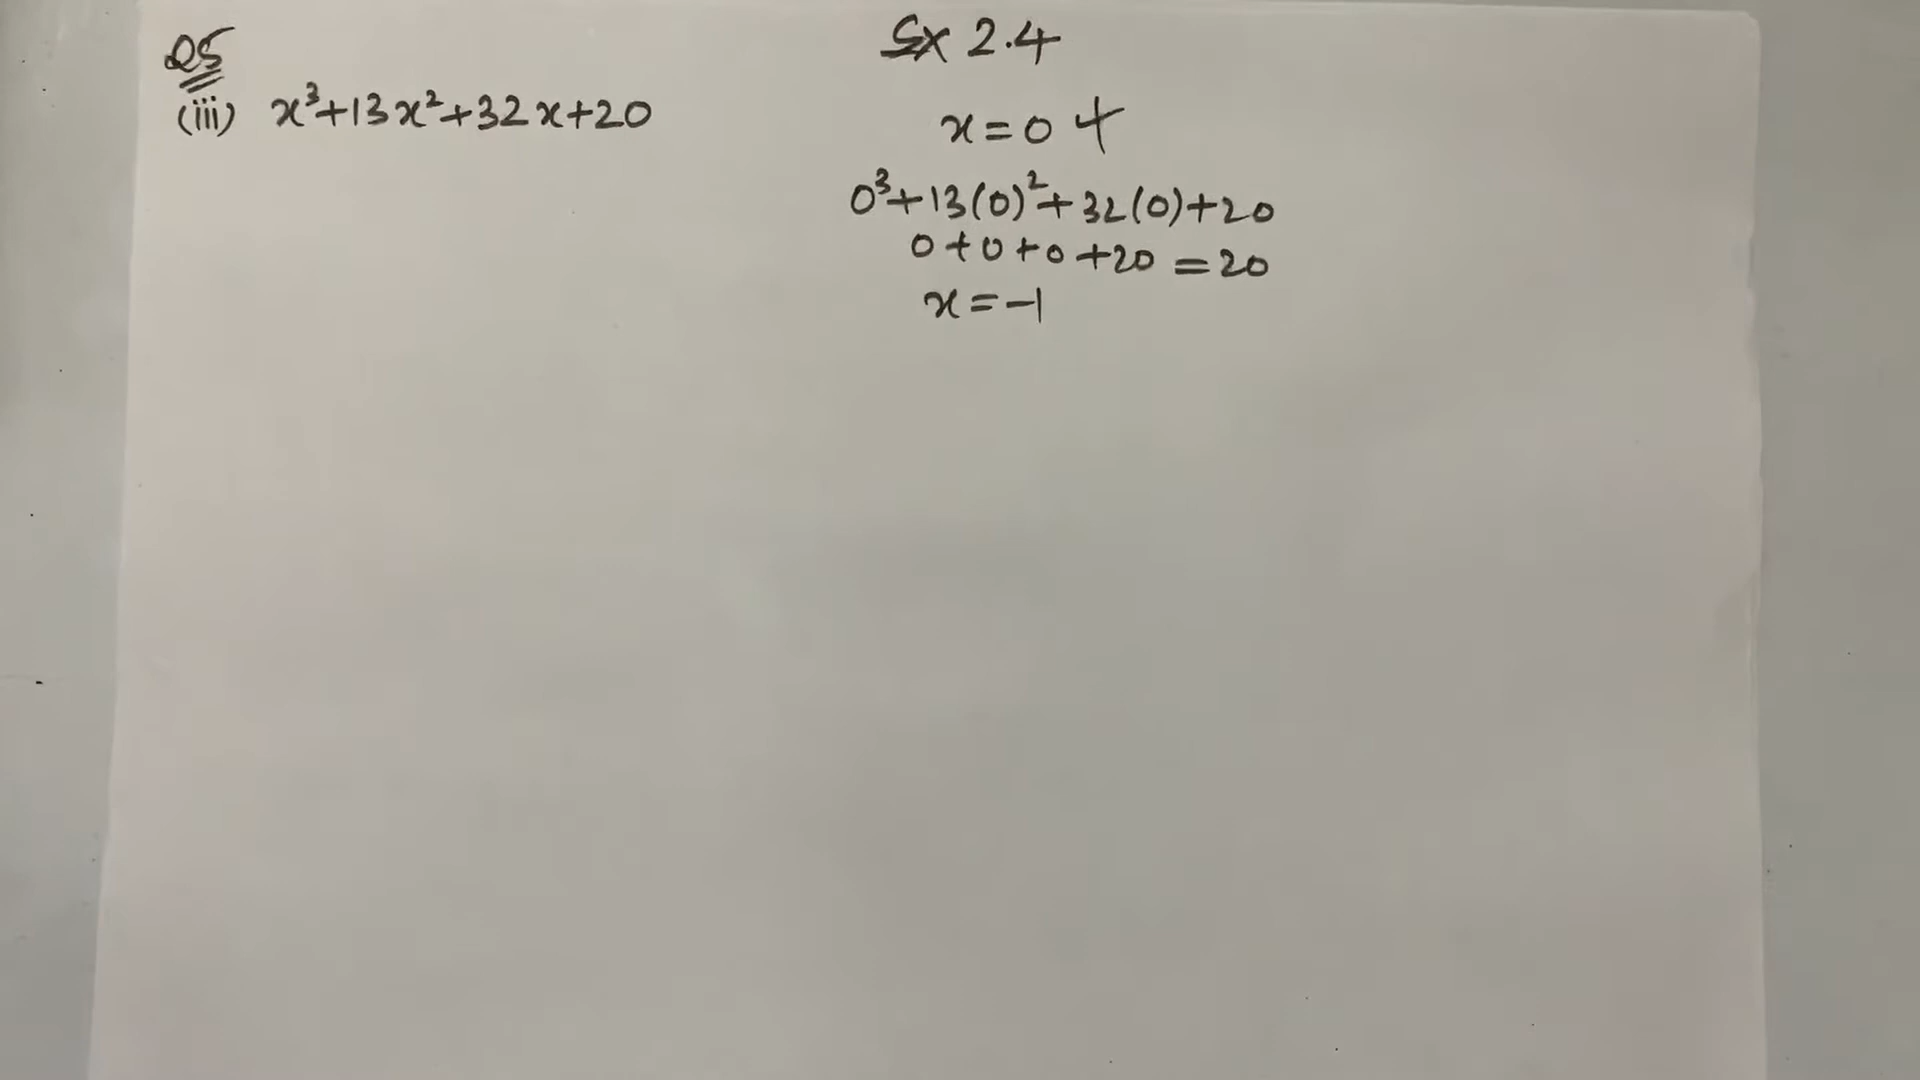 Q5
(iii) x³+13x²+32x+20
Ex 2.4
x=0 ×
0³+13(0)²+32(0)+20
0+0+0+20=20
x=-1